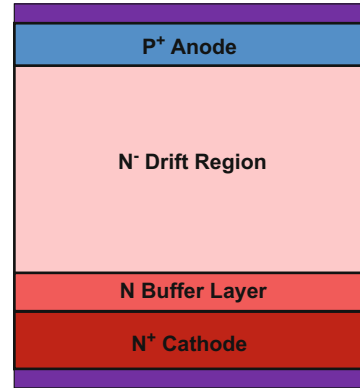 P⁺ Anode
N⁻ Drift Region
N Buffer Layer
N⁺ Cathode